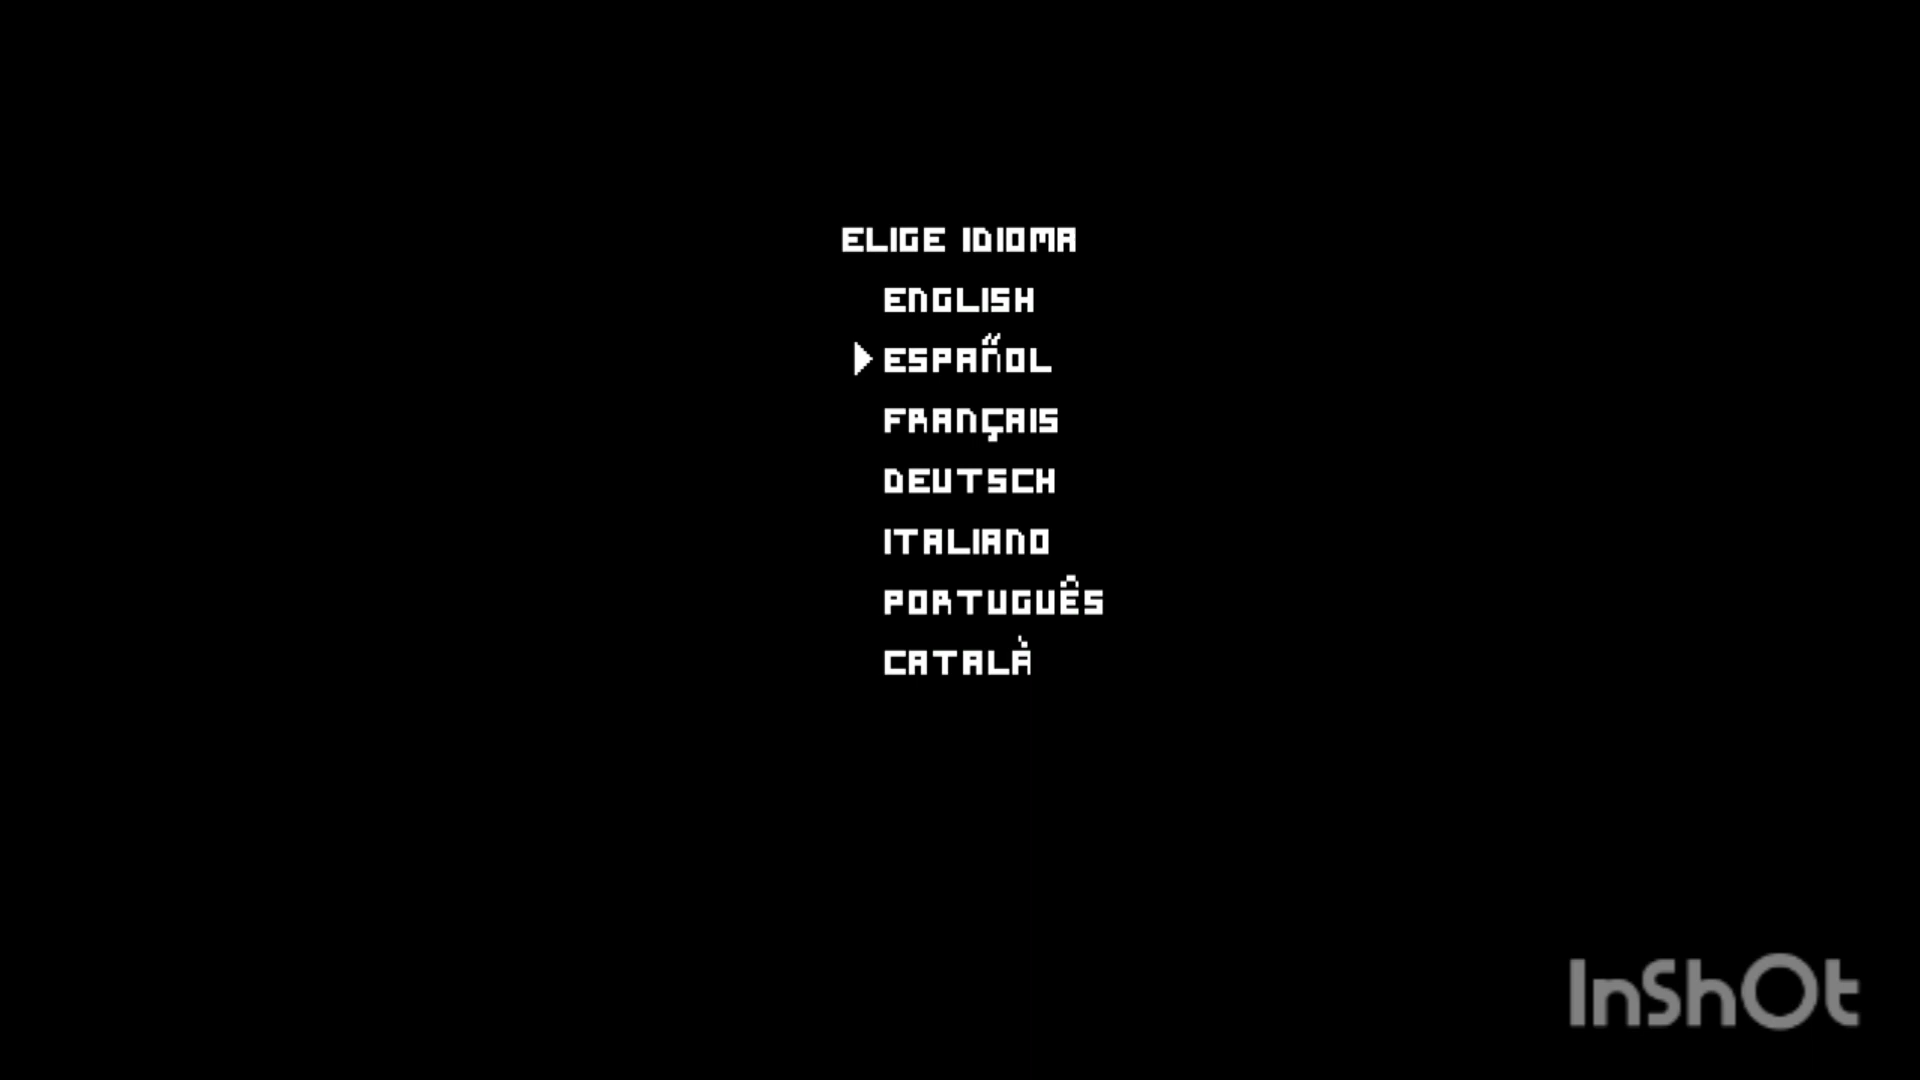 ELIGE IDIOMA
ENGLISH
ESPAÑOL
FRANÇAIS
DEUTSCH
ITALIANO
PORTUGUÊS
CATALÀ
InShOt